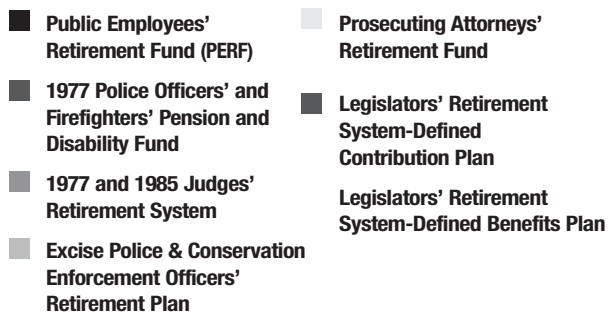 Public Employees'
Retirement Fund (PERF)
1977 Police Officers' and
Firefighters' Pension and
Disability Fund
1977 and 1985 Judges'
Retirement System
Excise Police & Conservation
Enforcement Officers'
Retirement Plan
Prosecuting Attorneys'
Retirement Fund
Legislators' Retirement
System-Defined
Contribution Plan
Legislators' Retirement
System-Defined Benefits Plan